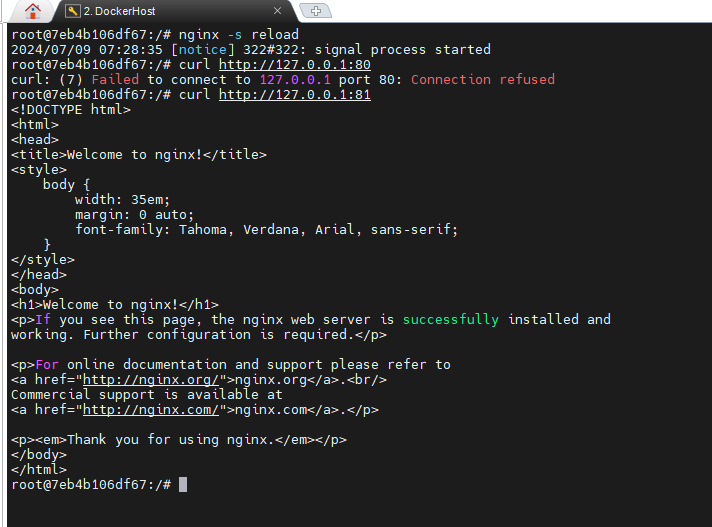 2. DockerHost
root@7eb4b106df67:/# nginx -s reload
2024/07/09 07:28:35 [notice] 322#322: signal process started
root@7eb4b106df67:/# curl http://127.0.0.1:80
curl: (7) Failed to connect to 127.0.0.1 port 80: Connection refused
root@7eb4b106df67:/# curl http://127.0.0.1:81
<!DOCTYPE html>
<html>
<head>
<title>Welcome to nginx!</title>
<style>
    body {
        width: 35em;
        margin: 0 auto;
        font-family: Tahoma, Verdana, Arial, sans-serif;
    }
</style>
</head>
<body>
<h1>Welcome to nginx!</h1>
<p>If you see this page, the nginx web server is successfully installed and
working. Further configuration is required.</p>

<p>For online documentation and support please refer to
<a href="http://nginx.org/">nginx.org</a>.<br/>
Commercial support is available at
<a href="http://nginx.com/">nginx.com</a>.</p>

<p><em>Thank you for using nginx.</em></p>
</body>
</html>
root@7eb4b106df67:/#